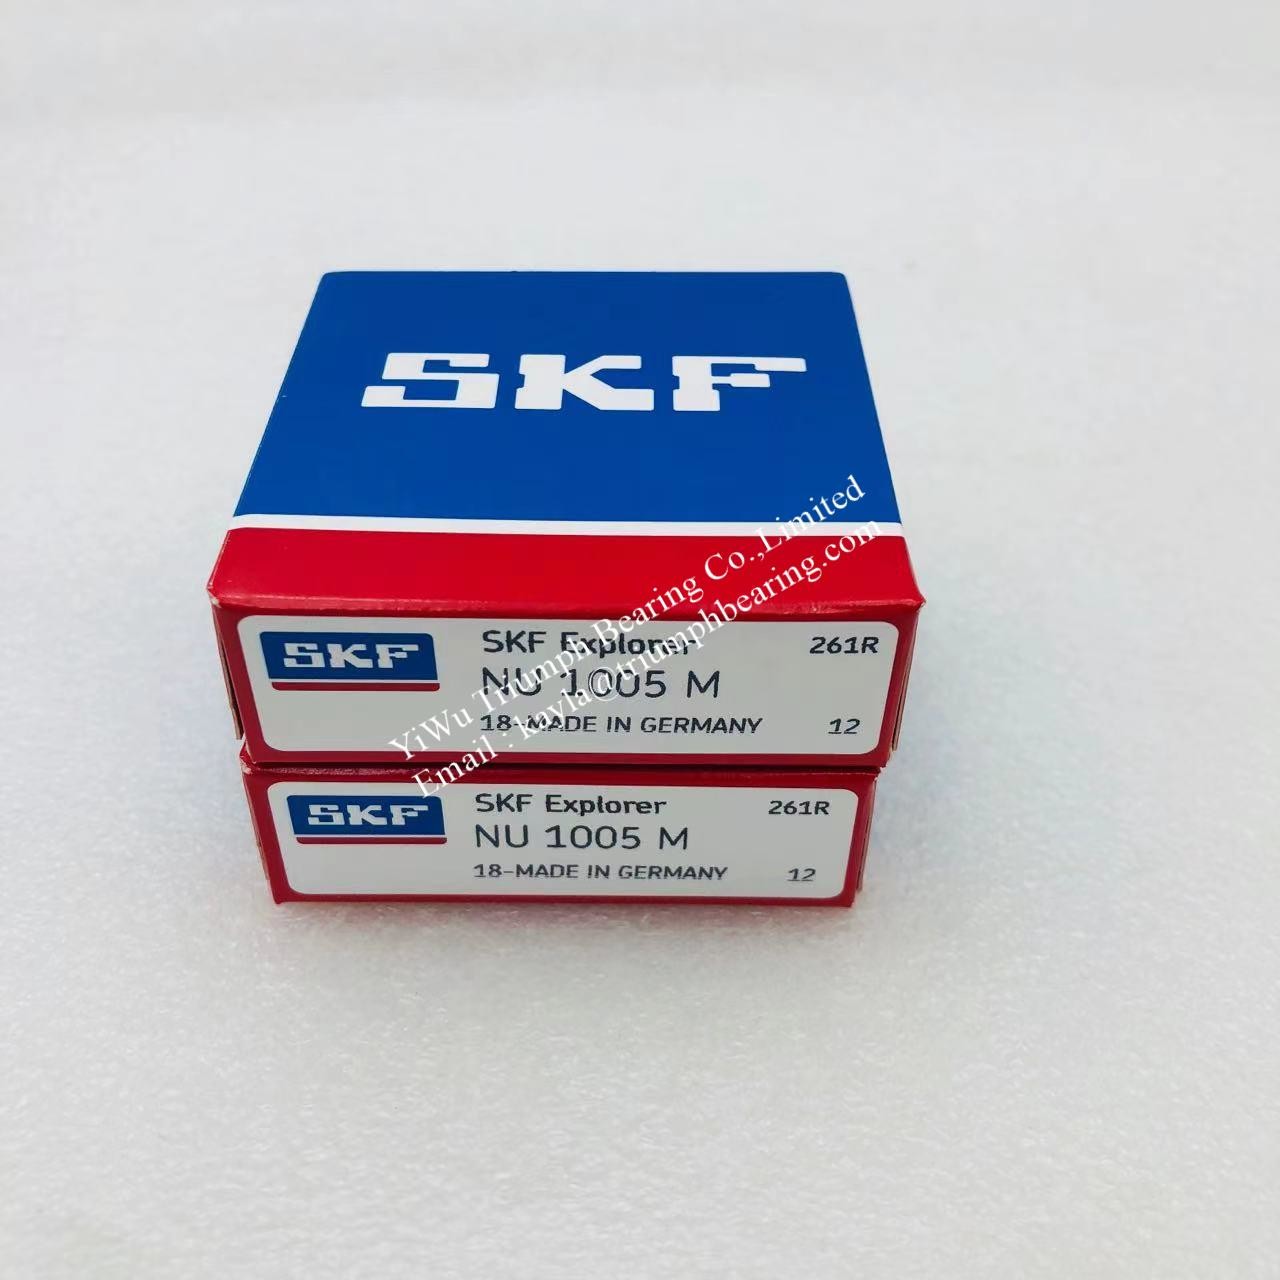 SKF
SKF
SKF Explorer
261R
NU 1005 M
18-MADE IN GERMANY
12
SKF
SKF Explorer
261R
NU 1005 M
18-MADE IN GERMANY
12
YiWu Triumph Bearing Co.,Limited
Email : kayla@triumphbearing.com